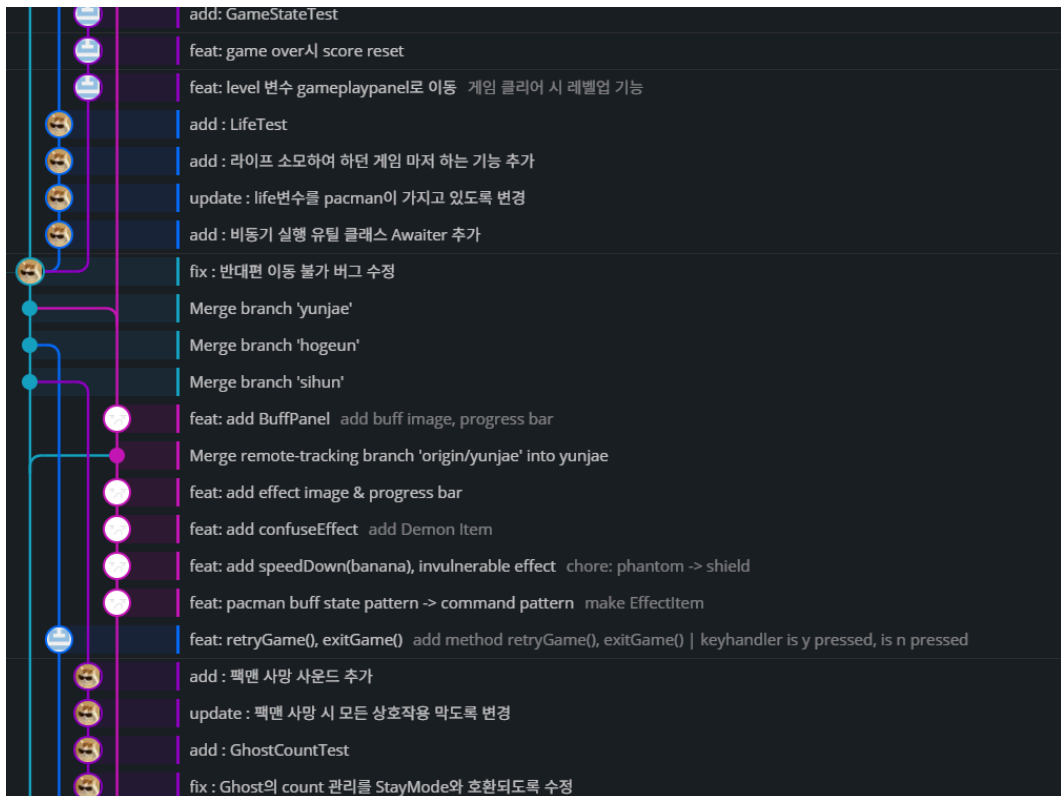 add: GameStateTest
feat: game over시 score reset
feat: level 변수 gameplaypanel로 이동 게임 클리어 시 레벨업 기능
add : LifeTest
add : 라이프 소모하여 하던 게임 마저 하는 기능 추가
update : life변수를 pacman이 가지고 있도록 변경
add : 비동기 실행 유틸 클래스 Awaiter 추가
fix : 반대편 이동 불가 버그 수정
Merge branch 'yunjae'
Merge branch 'hogeun'
Merge branch 'sihun'
feat: add BuffPanel add buff image, progress bar
Merge remote-tracking branch 'origin/yunjae' into yunjae
feat: add effect image & progress bar
feat: add confuseEffect add Demon Item
feat: add speedDown(banana), invulnerable effect chore: phantom -> shield
feat: pacman buff state pattern -> command pattern make EffectItem
feat: retryGame(), exitGame() add method retryGame(), exitGame() | keyhandler is y pressed, is n pressed
add : 팩맨 사망 사운드 추가
update : 팩맨 사망 시 모든 상호작용 막도록 변경
add : GhostCountTest
fix : Ghost의 count 관리를 StayMode와 호환되도록 수정